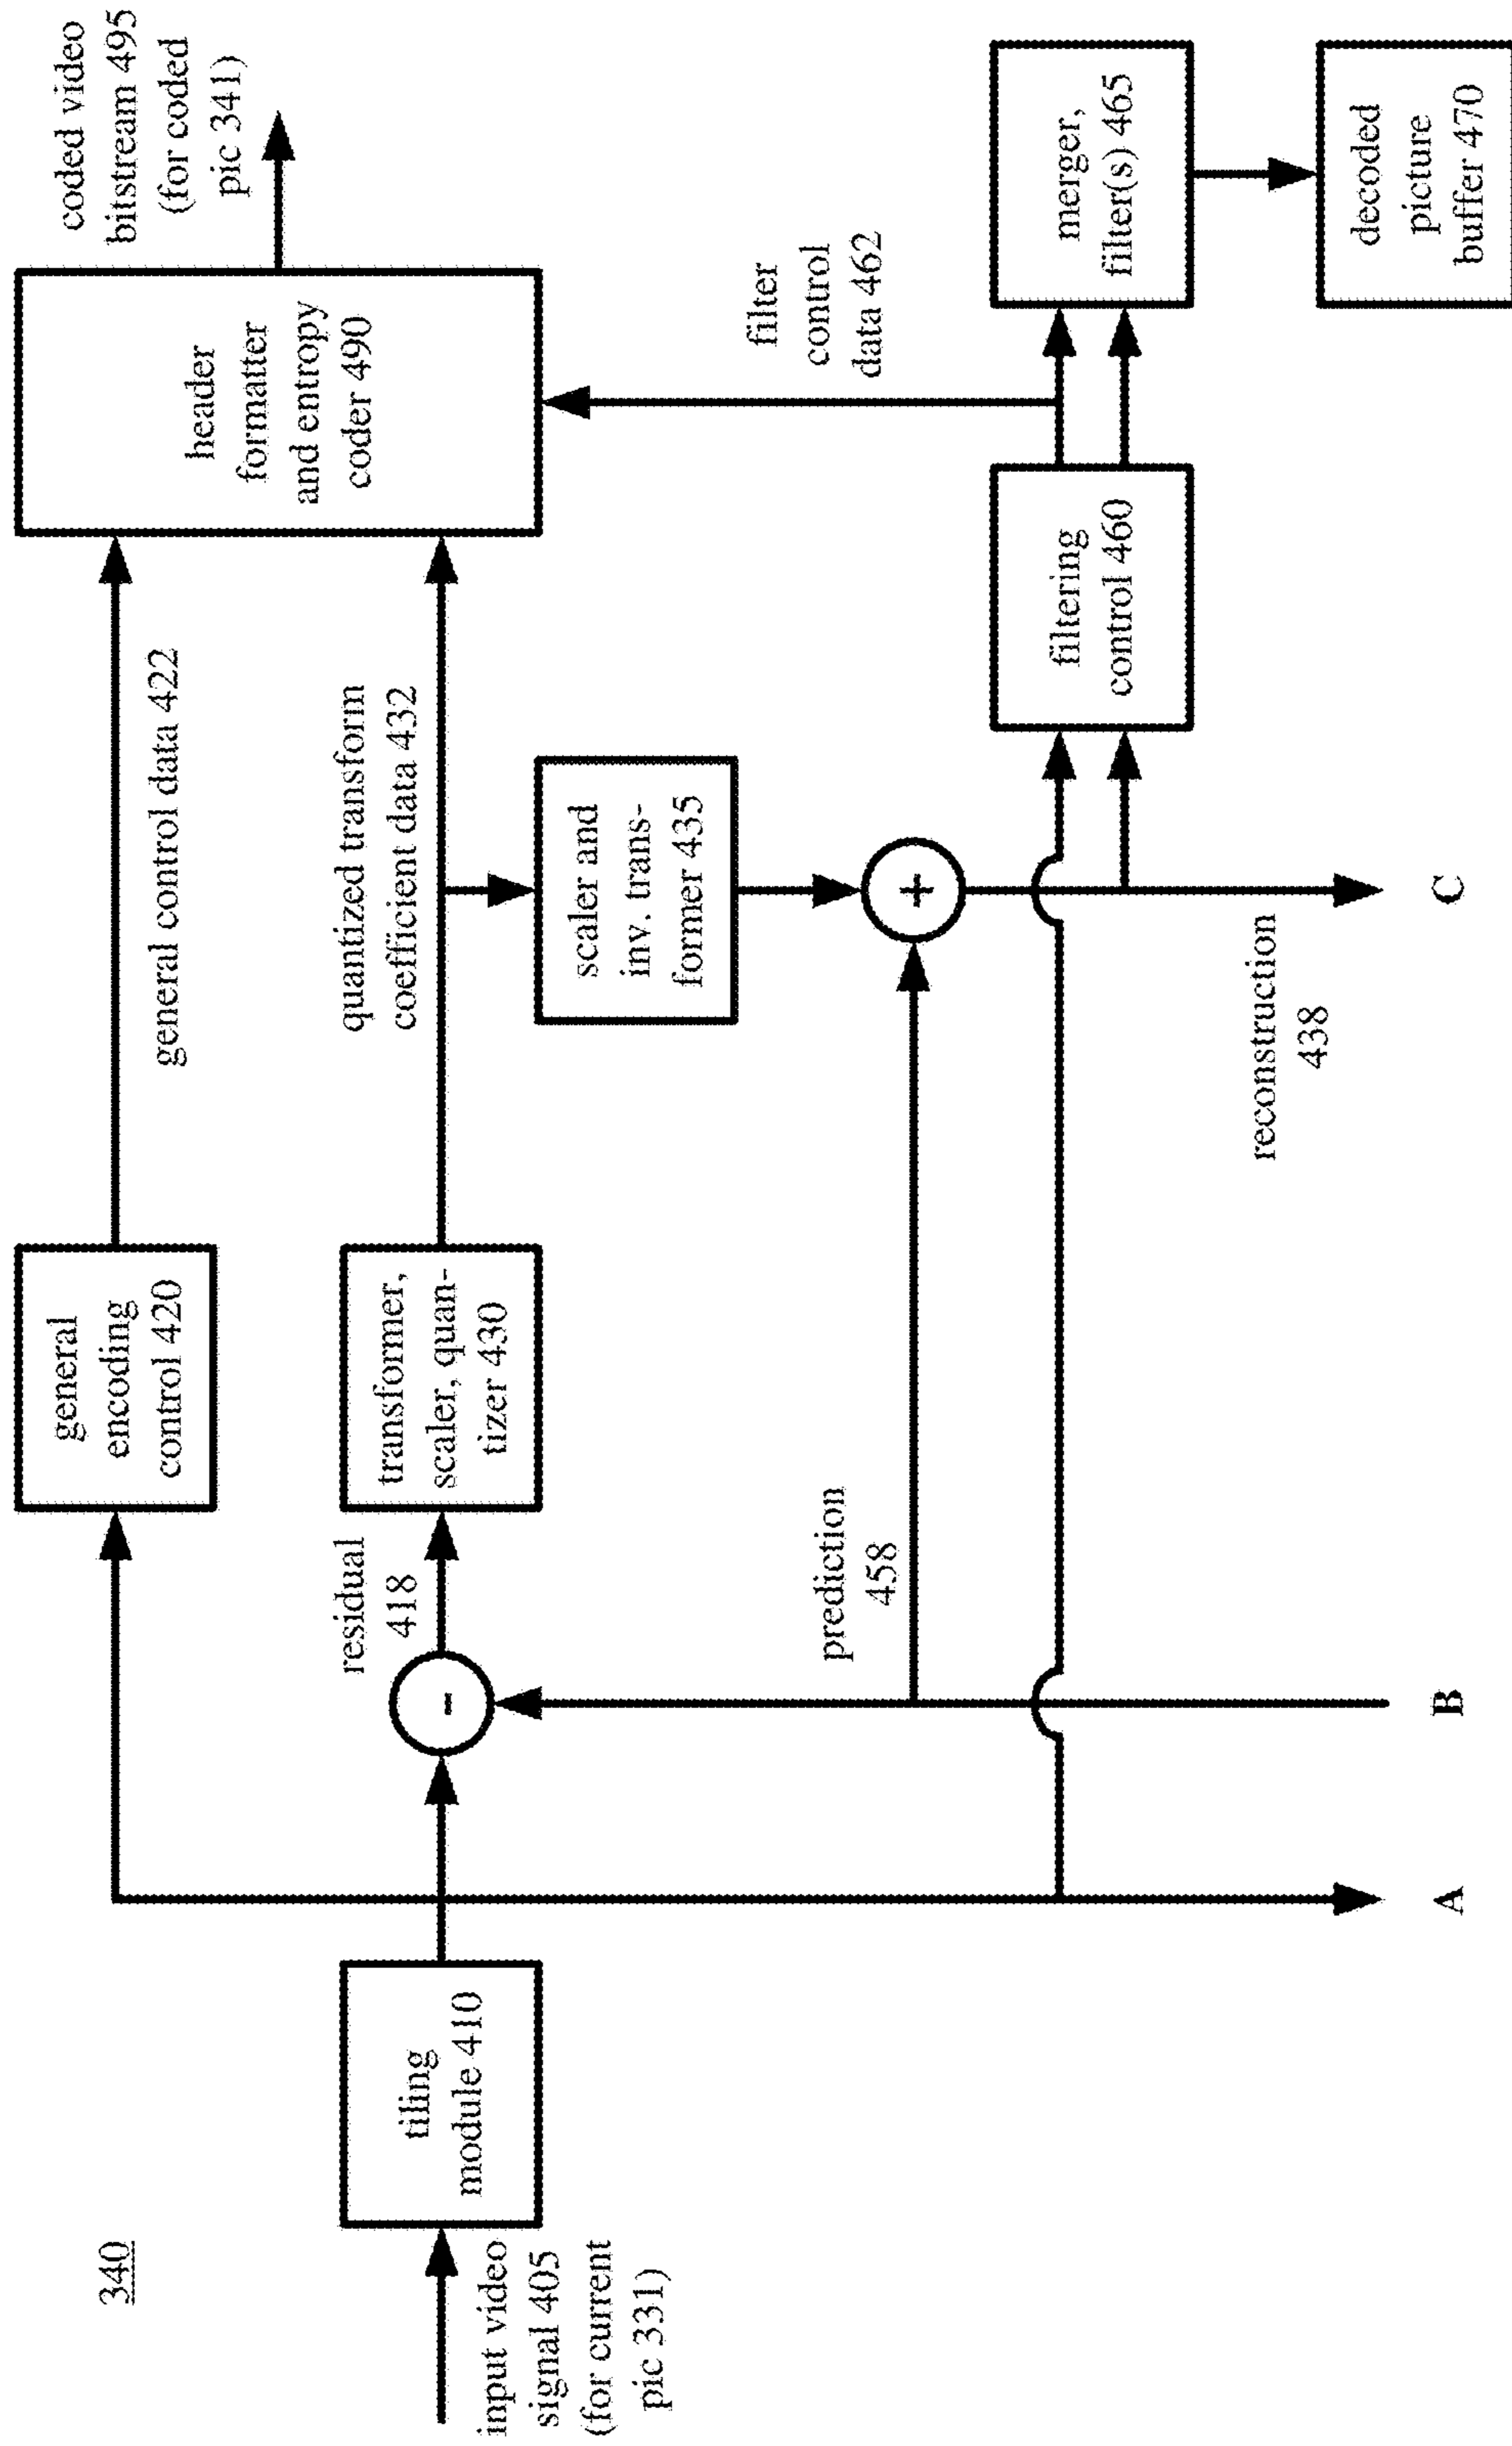 340
input video
signal 405
(for current
pic 331)
tiling
module 410
-
residual
418
general
encoding
control 420
transformer,
scaler, quan-
tizer 430
general control data 422
quantized transform
coefficient data 432
header
formatter
and entropy
coder 490
coded video
bitstream 495
(for coded
pic 341)
scaler and
inv. trans-
former 435
+
prediction
458
filter
control
data 462
filtering
control 460
merger,
filter(s) 465
decoded
picture
buffer 470
reconstruction
438
A
B
C